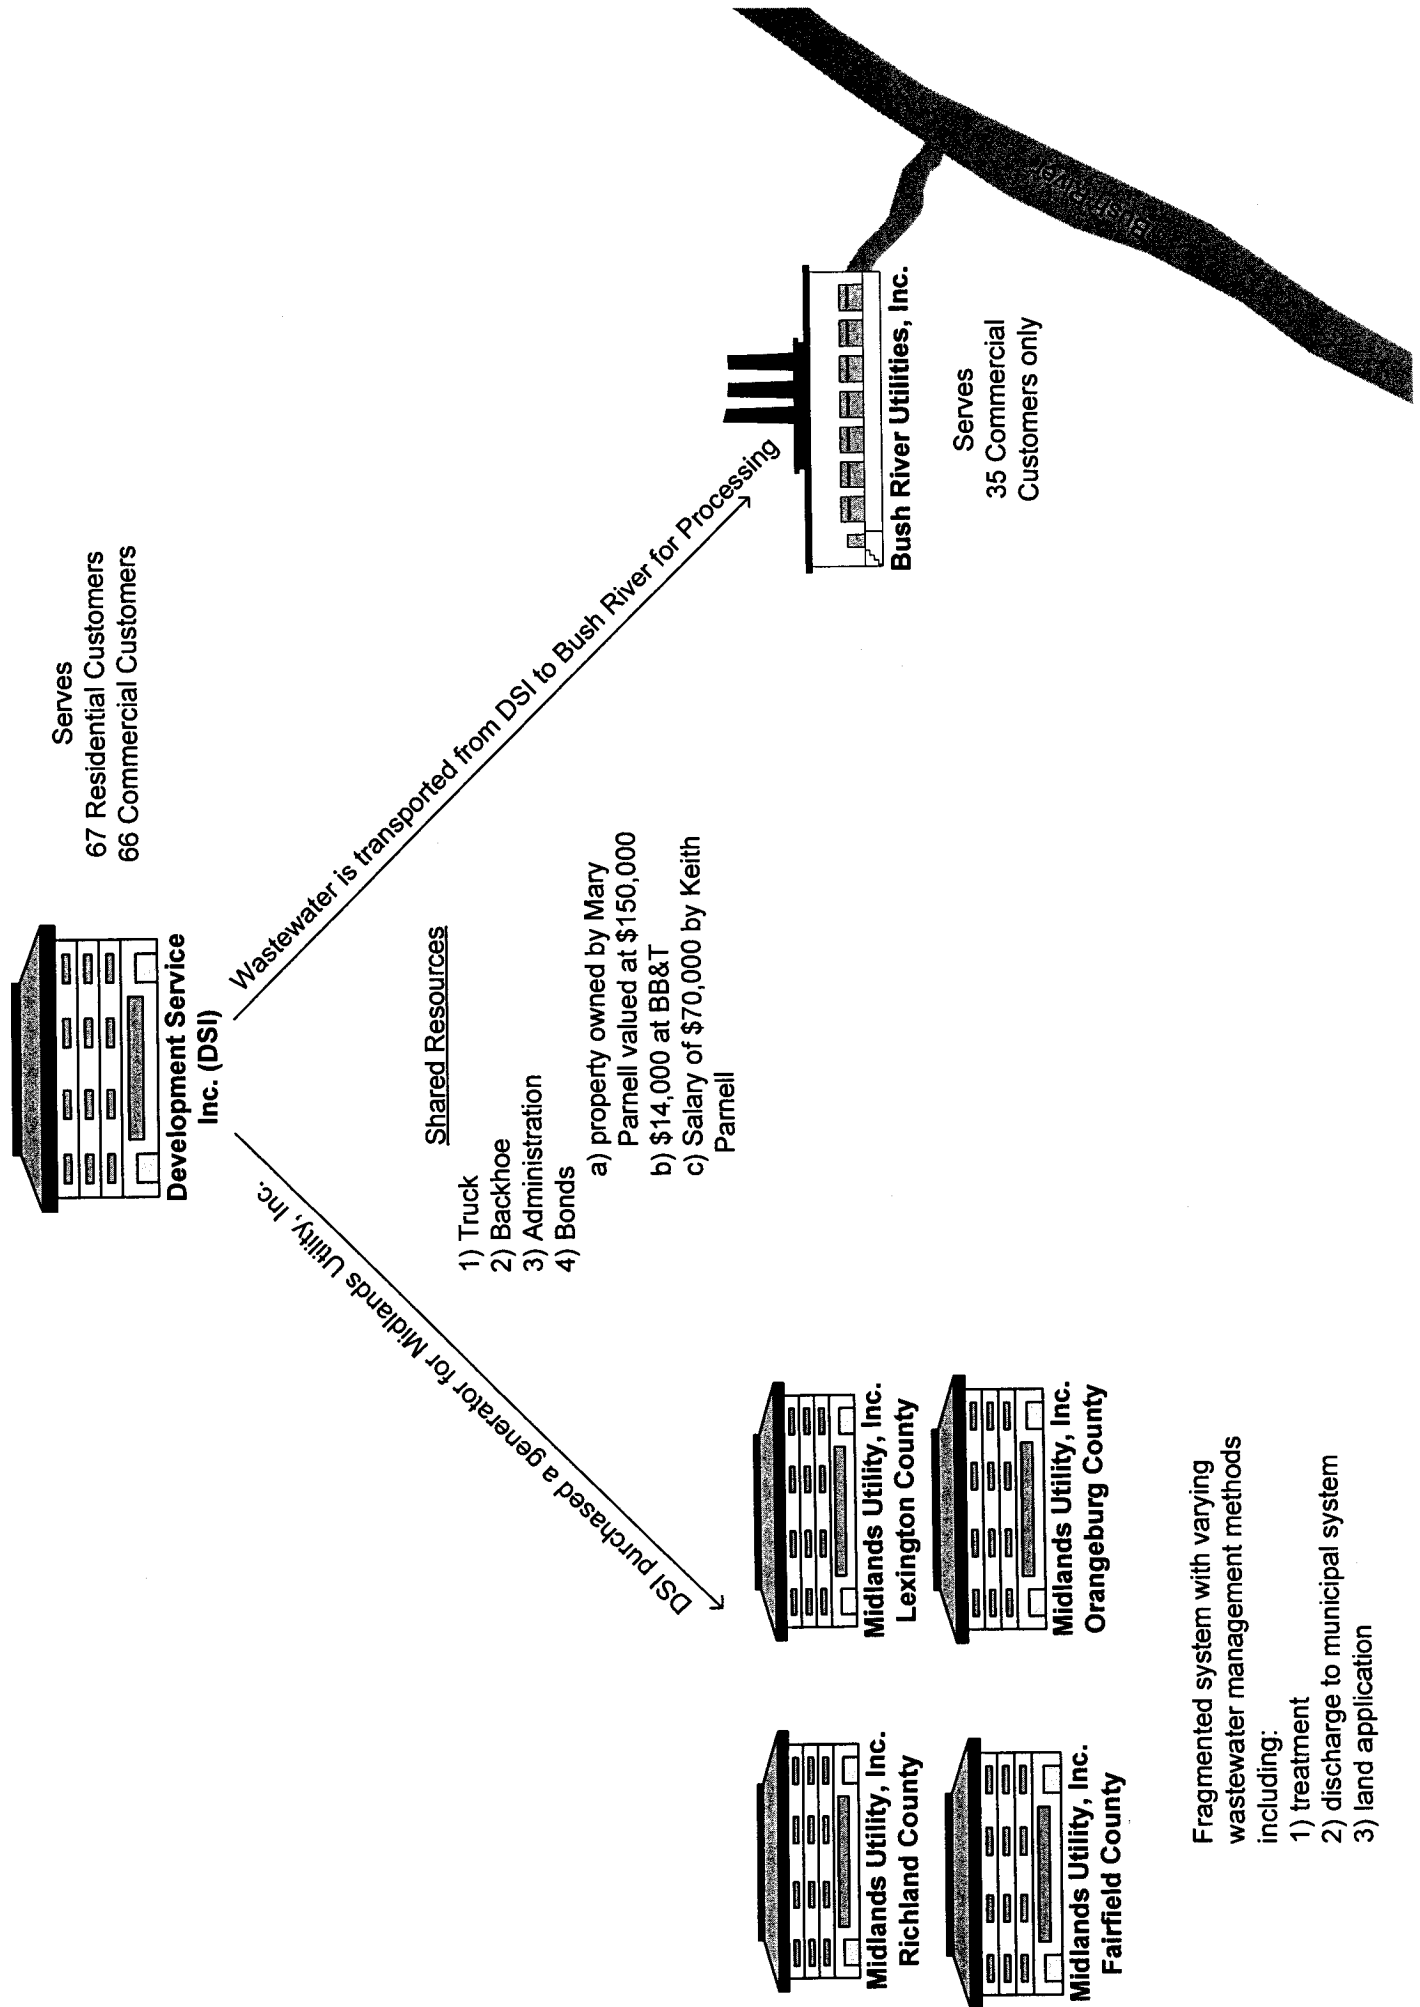 Serves
67 Residential Customers
66 Commercial Customers
Development Service
Inc. (DSI)
DSI purchased a generator for Midlands Utility, Inc.
Wastewater is transported from DSI to Bush River for Processing
Shared Resources
1) Truck
2) Backhoe
3) Administration
4) Bonds
a) property owned by Mary
Parnell valued at $150,000
b) $14,000 at BB&T
c) Salary of $70,000 by Keith
Parnell
Midlands Utility, Inc.
Richland County
Midlands Utility, Inc.
Lexington County
Midlands Utility, Inc.
Fairfield County
Midlands Utility, Inc.
Orangeburg County
Bush River Utilities, Inc.
Serves
35 Commercial
Customers only
Bush River
Fragmented system with varying
wastewater management methods
including:
1) treatment
2) discharge to municipal system
3) land application